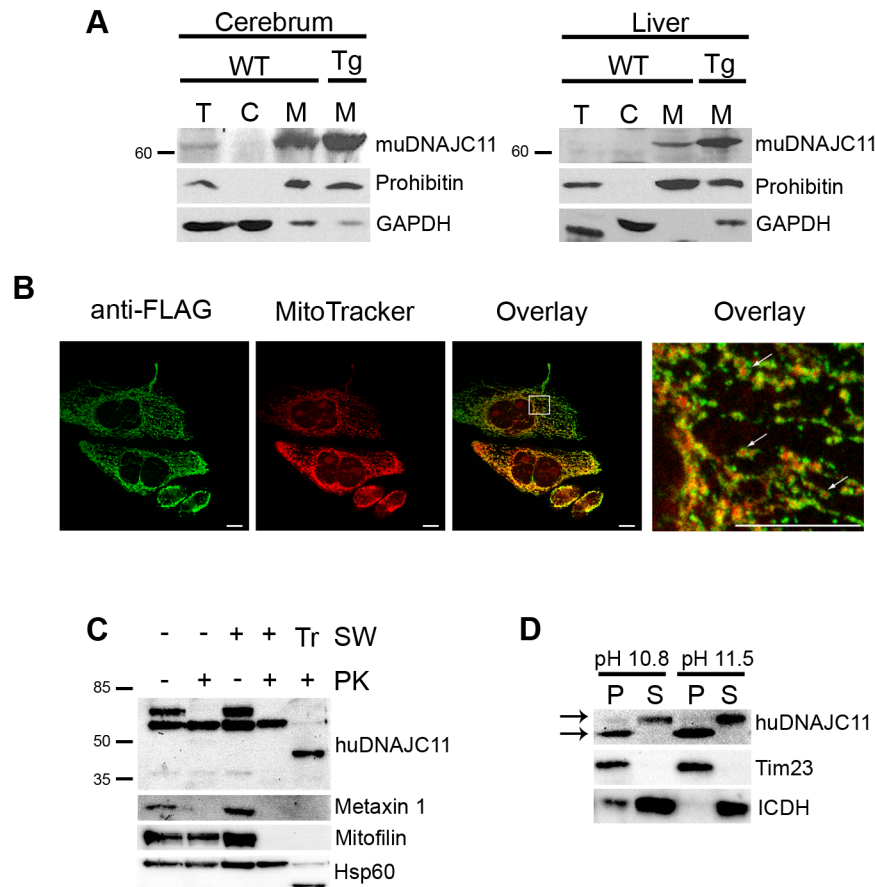 A
Cerebrum
Liver
WT Tg
WT Tg
T C M M
T C M M
60
muDNAJC11
60
muDNAJC11
Prohibitin
Prohibitin
GAPDH
GAPDH
B
anti-FLAG
MitoTracker
Overlay
Overlay
C
- - + + Tr SW
- + - + + PK
85
50
35
huDNAJC11
Metaxin 1
Mitofilin
Hsp60
D
pH 10.8 pH 11.5
P S P S
huDNAJC11
Tim23
ICDH